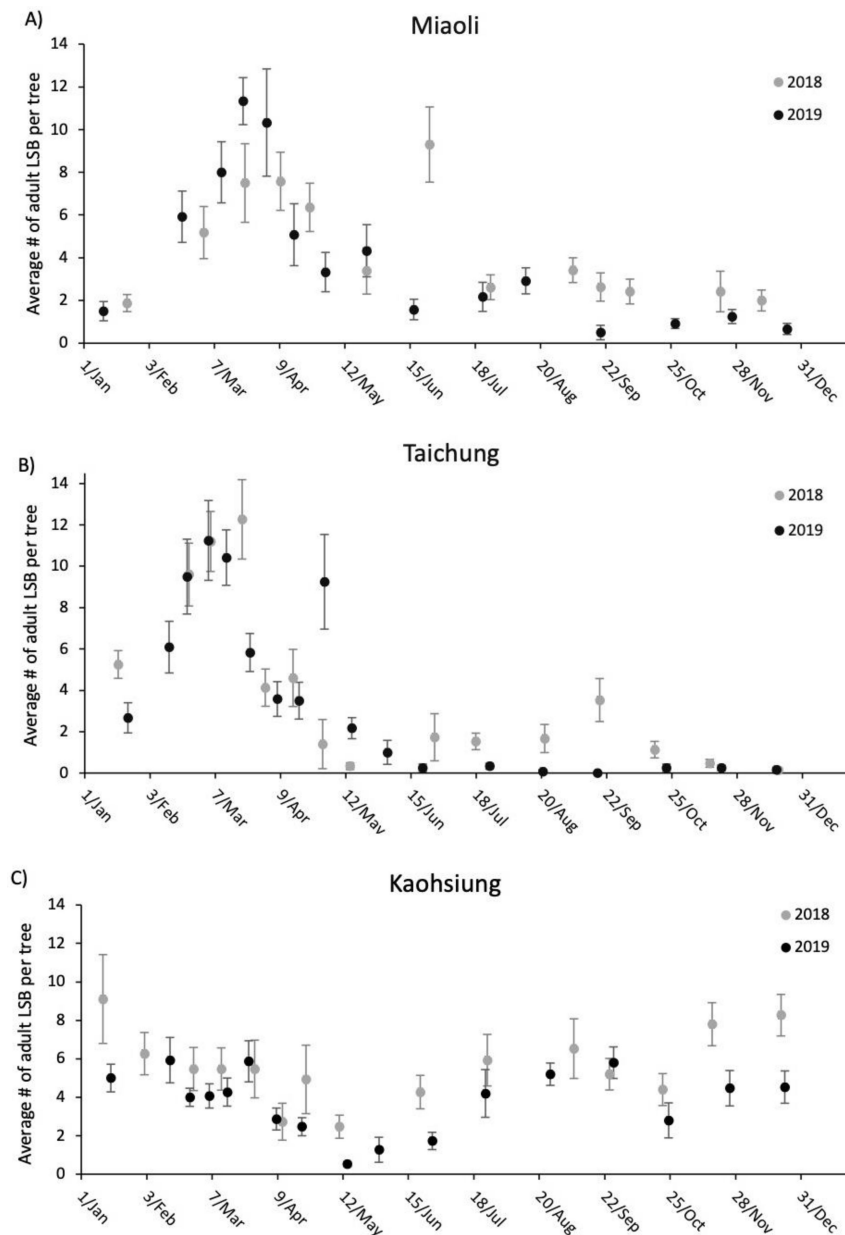 A)
Miaoli
Average # of adult LSB per tree
14
12
10
8
6
4
2
0
2018
2019
1/Jan
3/Feb
7/Mar
9/Apr
12/May
15/Jun
18/Jul
20/Aug
22/Sep
25/Oct
28/Nov
31/Dec
B)
Taichung
Average # of adult LSB per tree
14
12
10
8
6
4
2
0
2018
2019
1/Jan
3/Feb
7/Mar
9/Apr
12/May
15/Jun
18/Jul
20/Aug
22/Sep
25/Oct
28/Nov
31/Dec
C)
Kaohsiung
Average # of adult LSB per tree
14
12
10
8
6
4
2
0
2018
2019
1/Jan
3/Feb
7/Mar
9/Apr
12/May
15/Jun
18/Jul
20/Aug
22/Sep
25/Oct
28/Nov
31/Dec